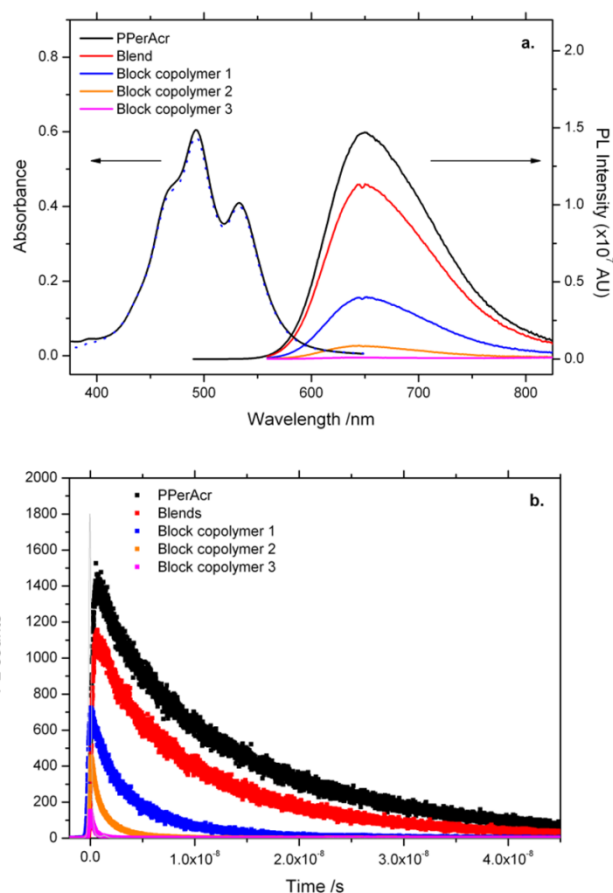 a.
PPerAcr
Blend
Block copolymer 1
Block copolymer 2
Block copolymer 3
Absorbance
0.8
0.6
0.4
0.2
0.0
PL Intensity (x10⁷ AU)
2.0
1.5
1.0
0.5
0.0
400 500 600 700 800
Wavelength /nm
b.
PPerAcr
Blends
Block copolymer 1
Block copolymer 2
Block copolymer 3
2000
1800
1600
1400
1200
1000
800
600
400
200
0
0.0 1.0x10⁻⁸ 2.0x10⁻⁸ 3.0x10⁻⁸ 4.0x10⁻⁸
Time /s